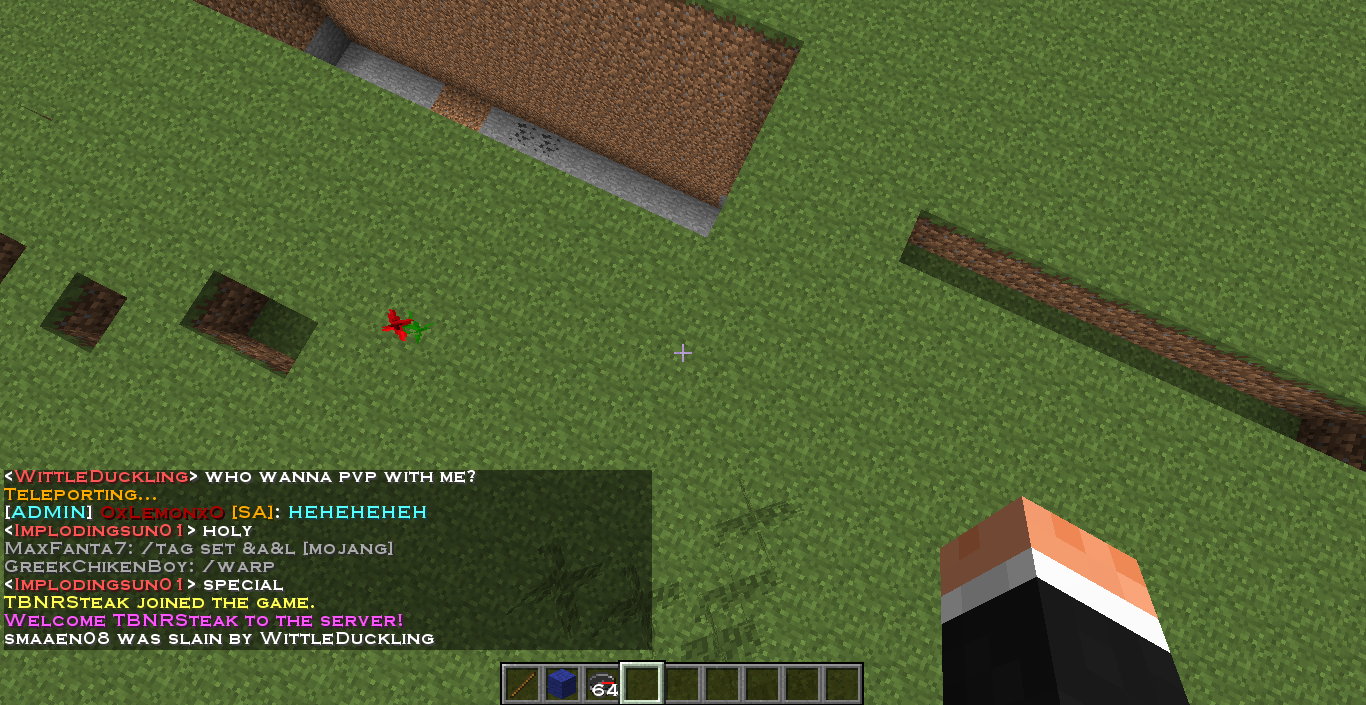 <WittleDuckling> who wanna pvp with me?
Teleporting...
[ADMIN] OxLemonxO [SA]: HEHEHEHEH
<Implodingsun01> holy
MaxFanta7: /tag set &a&l [mojang]
GreekChikenBoy: /warp
<Implodingsun01> special
TBNRSteak joined the game.
Welcome TBNRSteak to the server!
smaaen08 was slain by WittleDuckling
64